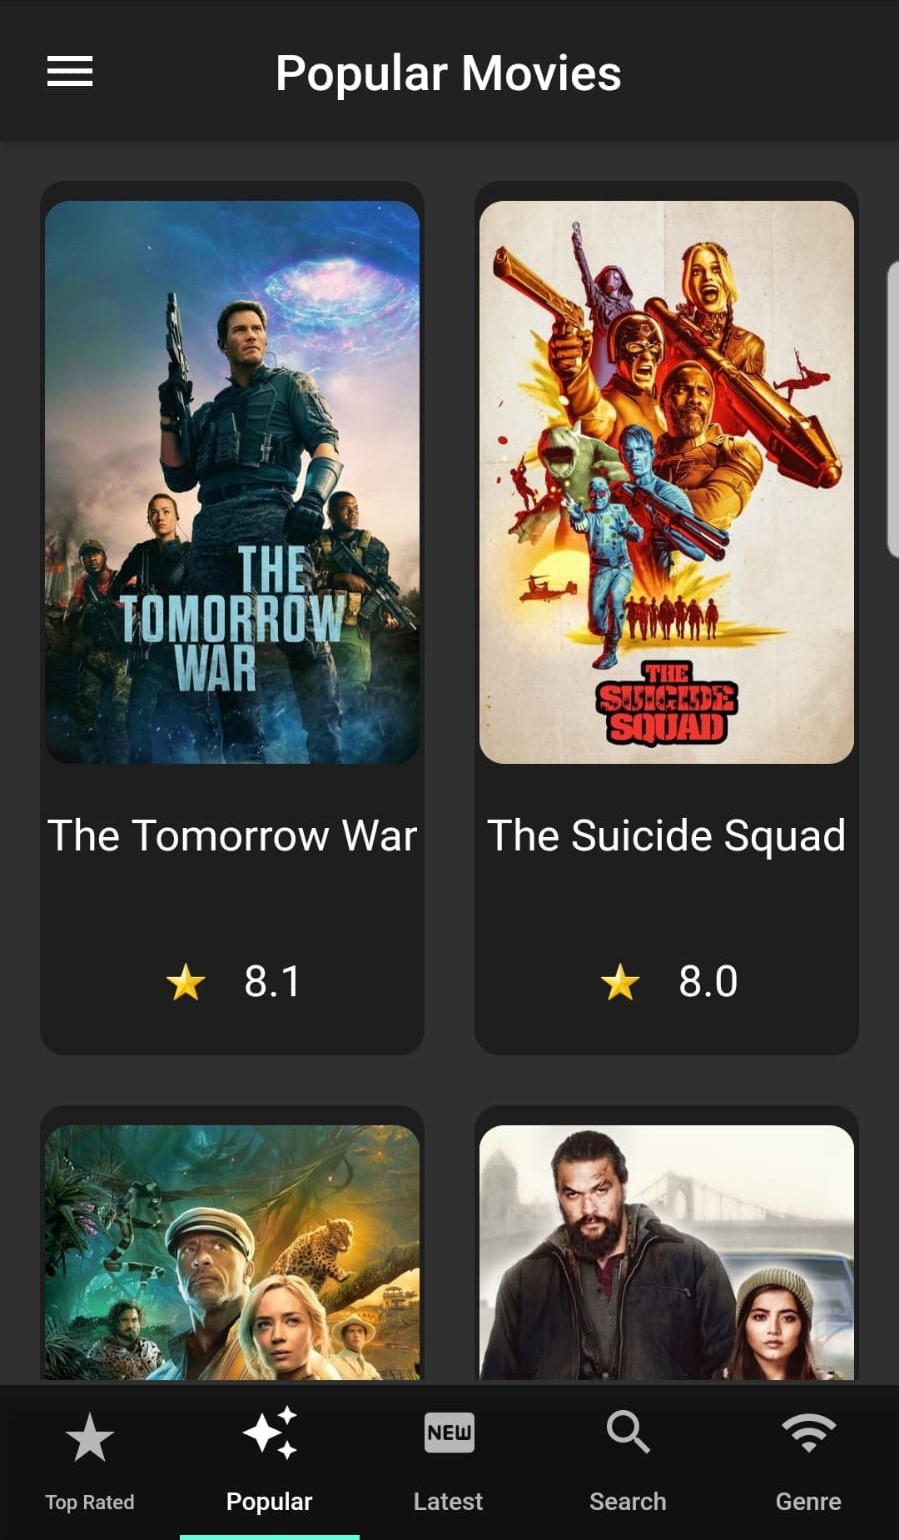 Popular Movies
THE
TOMORROW
WAR
THE
SUICIDE
SQUAD
The Tomorrow War
The Suicide Squad
8.1
8.0
NEW
Top Rated
Popular
Latest
Search
Genre